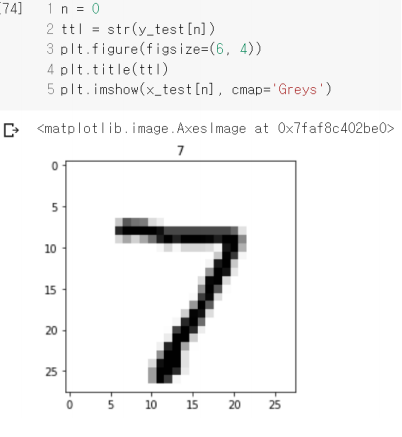 [74]
1 n = 0
2 ttl = str(y_test[n])
3 plt.figure(figsize=(6, 4))
4 plt.title(ttl)
5 plt.imshow(x_test[n], cmap='Greys')
<matplotlib.image.AxesImage at 0x7faf8c402be0>
7
0
5
10
15
20
25
0 5 10 15 20 25